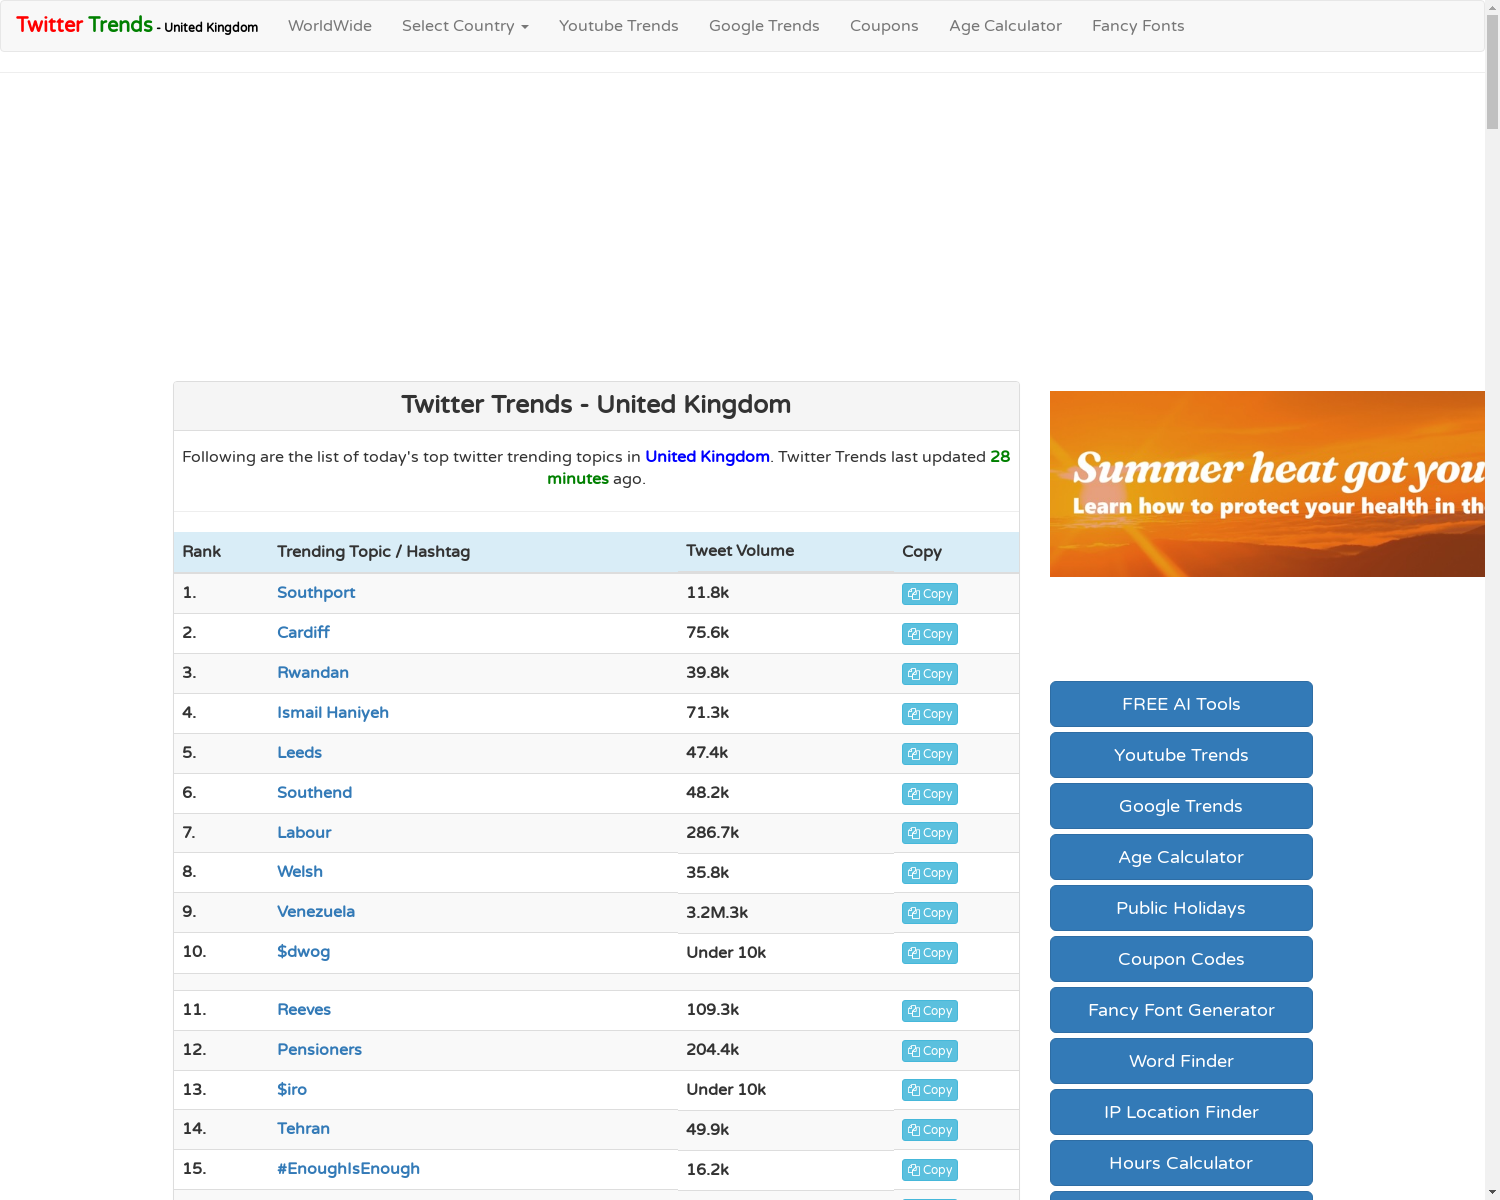 Twitter Trends - United Kingdom WorldWide Select Country Youtube Trends Google Trends Coupons Age Calculator Fancy Fonts
Twitter Trends - United Kingdom
Following are the list of today's top twitter trending topics in United Kingdom. Twitter Trends last updated 28
minutes ago.
Rank Trending Topic / Hashtag Tweet Volume Copy
1. Southport 11.8k Copy
2. Cardiff 75.6k Copy
3. Rwandan 39.8k Copy
4. Ismail Haniyeh 71.3k Copy
5. Leeds 47.4k Copy
6. Southend 48.2k Copy
7. Labour 286.7k Copy
8. Welsh 35.8k Copy
9. Venezuela 3.2M.3k Copy
10. $dwog Under 10k Copy
11. Reeves 109.3k Copy
12. Pensioners 204.4k Copy
13. $iro Under 10k Copy
14. Tehran 49.9k Copy
15. #EnoughIsEnough 16.2k Copy
Summer heat got you
Learn how to protect your health in the
FREE AI Tools
Youtube Trends
Google Trends
Age Calculator
Public Holidays
Coupon Codes
Fancy Font Generator
Word Finder
IP Location Finder
Hours Calculator